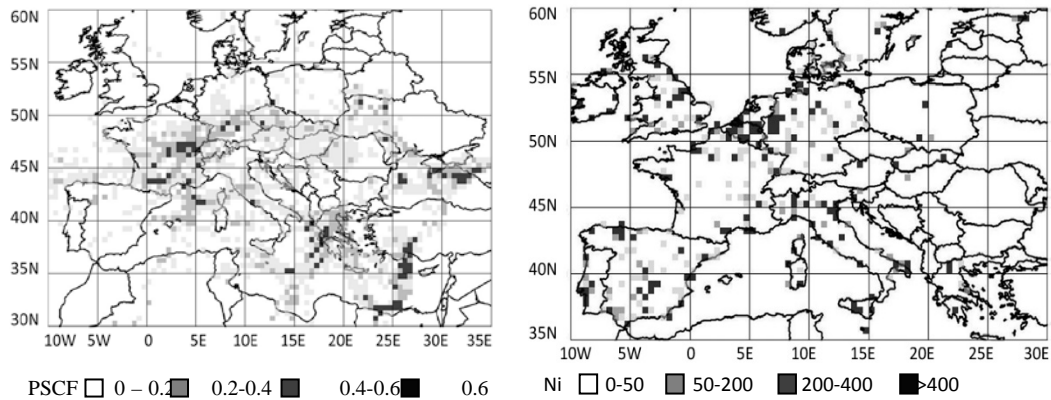 60N
55N
50N
45N
40N
35N
30N
10W 5W 0 5E 10E 15E 20E 25E 30E 35E
PSCF 0 – 0.2 0.2-0.4 0.4-0.6 0.6
60N
55N
50N
45N
40N
35N
10W 5W 0 5E 10E 15E 20E 25E 30E
Ni 0-50 50-200 200-400 >400